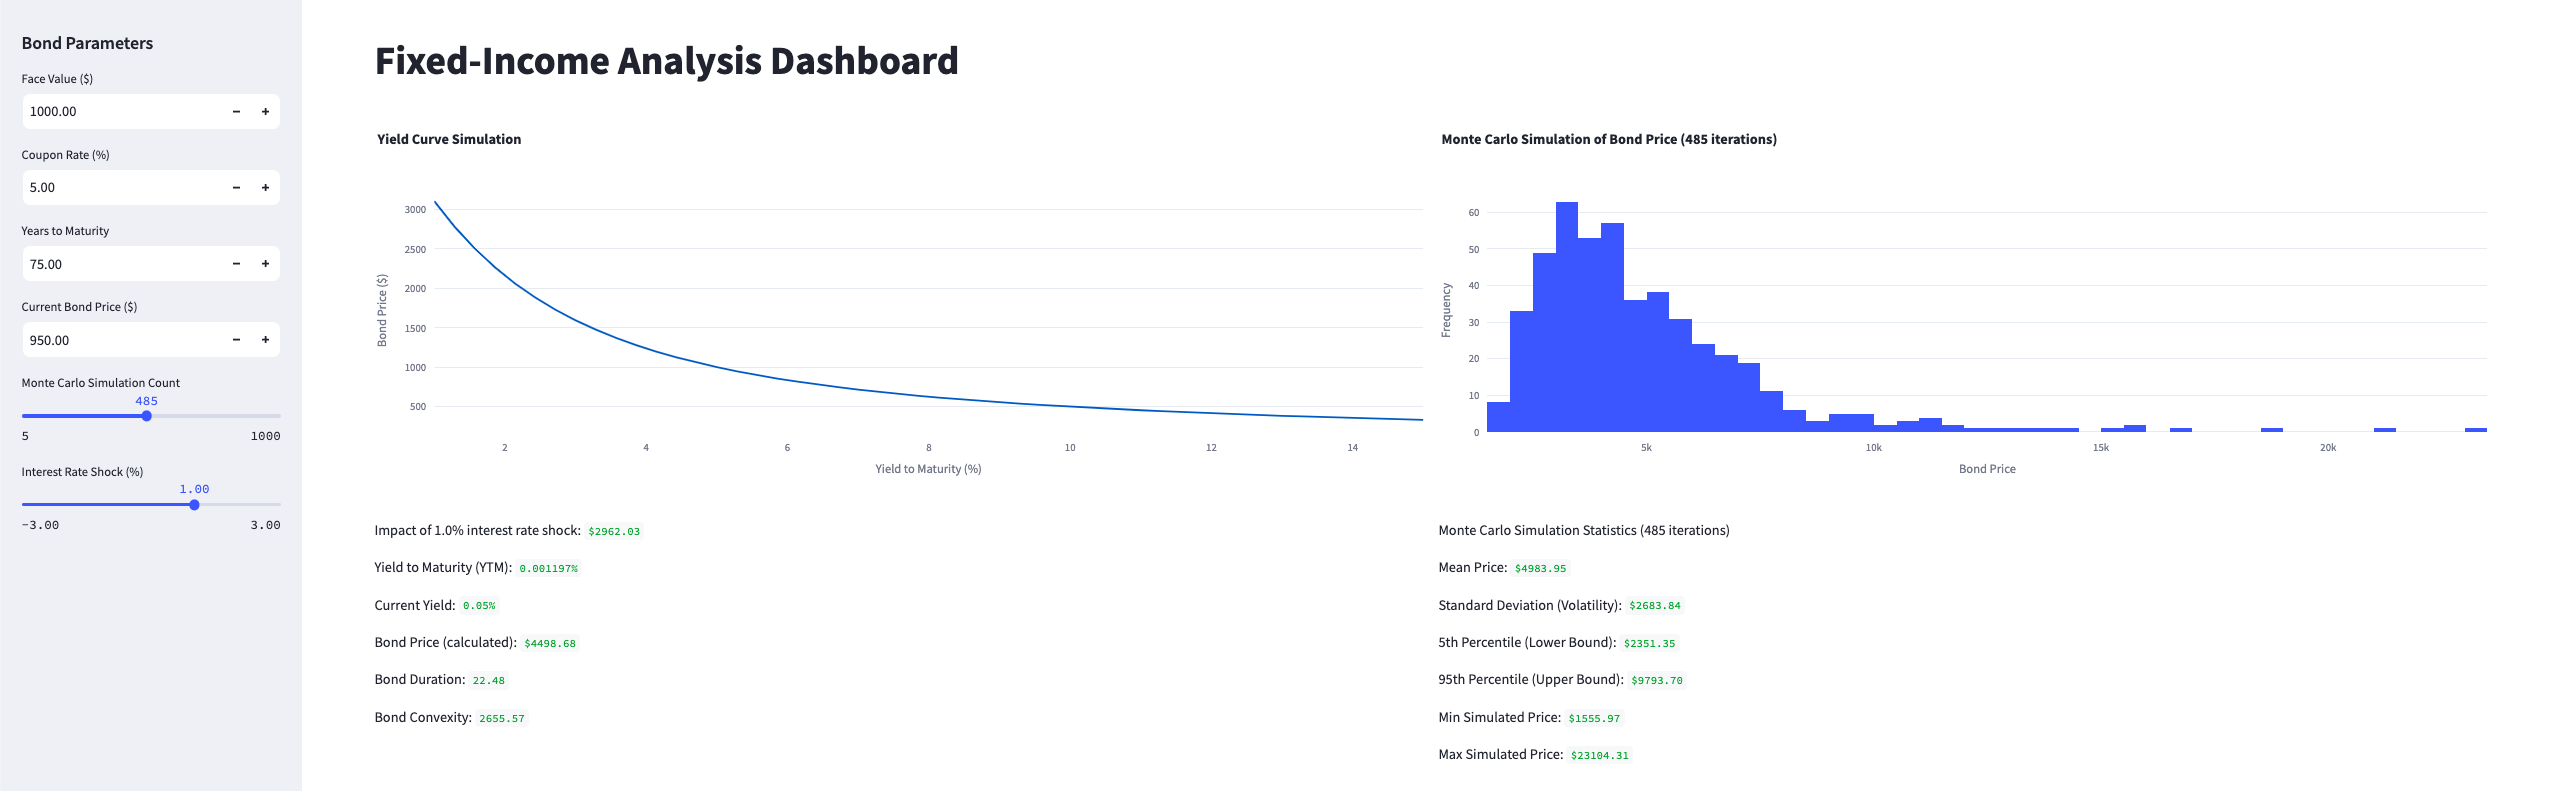 Bond Parameters
Face Value ($)
1000.00 − +
Coupon Rate (%)
5.00 − +
Years to Maturity
75.00 − +
Current Bond Price ($)
950.00 − +
Monte Carlo Simulation Count
485
5 1000
Interest Rate Shock (%)
1.00
−3.00 3.00
Fixed-Income Analysis Dashboard
Yield Curve Simulation
3000
2500
2000
1500
1000
500
Bond Price ($)
2 4 6 8 10 12 14
Yield to Maturity (%)
Impact of 1.0% interest rate shock: $2962.03
Yield to Maturity (YTM): 0.001197%
Current Yield: 0.05%
Bond Price (calculated): $4498.68
Bond Duration: 22.48
Bond Convexity: 2655.57
Monte Carlo Simulation of Bond Price (485 iterations)
60
50
40
30
20
10
0
Frequency
5k 10k 15k 20k
Bond Price
Monte Carlo Simulation Statistics (485 iterations)
Mean Price: $4983.95
Standard Deviation (Volatility): $2683.84
5th Percentile (Lower Bound): $2351.35
95th Percentile (Upper Bound): $9793.70
Min Simulated Price: $1555.97
Max Simulated Price: $23104.31